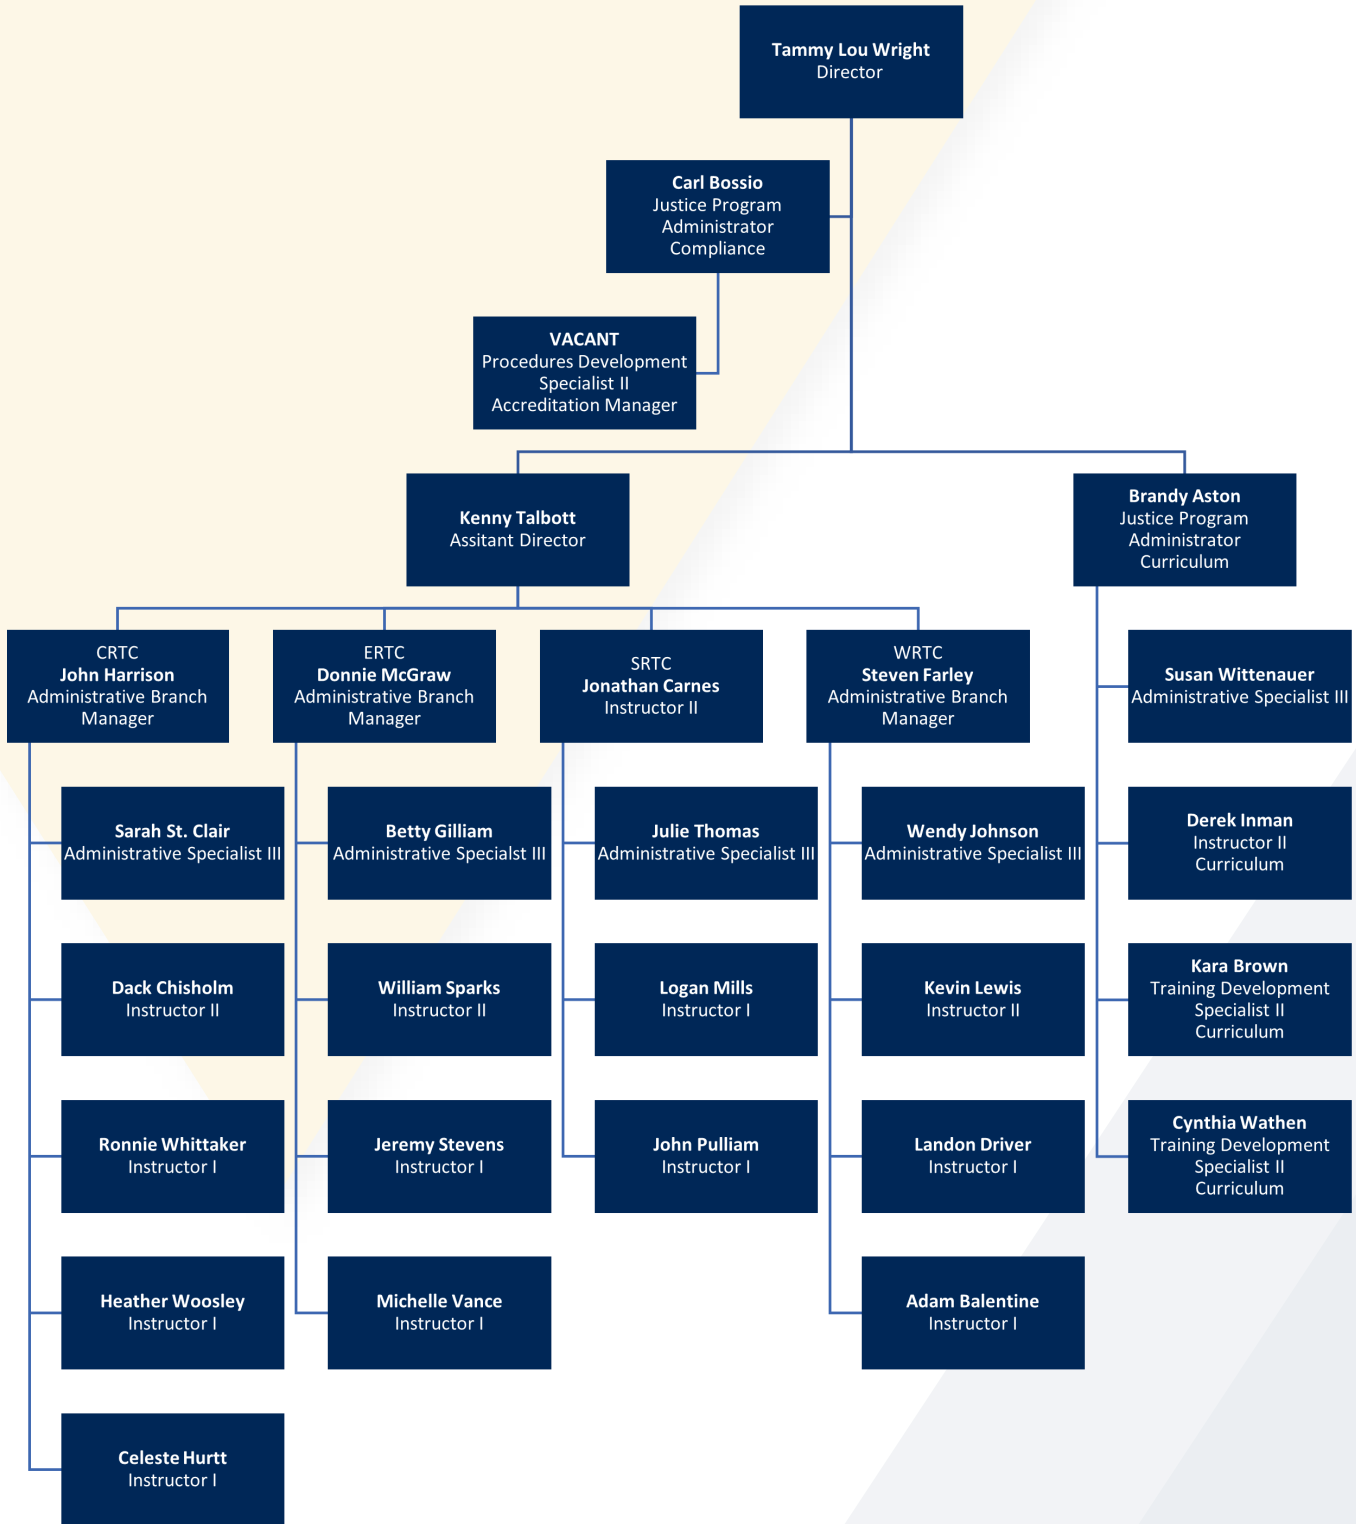 Tammy Lou Wright
Director
Carl Bossio
Justice Program
Administrator
Compliance
VACANT
Procedures Development
Specialist II
Accreditation Manager
Kenny Talbott
Assitant Director
Brandy Aston
Justice Program
Administrator
Curriculum
CRTC
John Harrison
Administrative Branch
Manager
ERTC
Donnie McGraw
Administrative Branch
Manager
SRTC
Jonathan Carnes
Instructor II
WRTC
Steven Farley
Administrative Branch
Manager
Susan Wittenauer
Administrative Specialist III
Sarah St. Clair
Administrative Specialist III
Betty Gilliam
Administrative Specialst III
Julie Thomas
Administrative Specialist III
Wendy Johnson
Administrative Specialist III
Derek Inman
Instructor II
Curriculum
Dack Chisholm
Instructor II
William Sparks
Instructor II
Logan Mills
Instructor I
Kevin Lewis
Instructor II
Kara Brown
Training Development
Specialist II
Curriculum
Ronnie Whittaker
Instructor I
Jeremy Stevens
Instructor I
John Pulliam
Instructor I
Landon Driver
Instructor I
Cynthia Wathen
Training Development
Specialist II
Curriculum
Heather Woosley
Instructor I
Michelle Vance
Instructor I
Adam Balentine
Instructor I
Celeste Hurtt
Instructor I